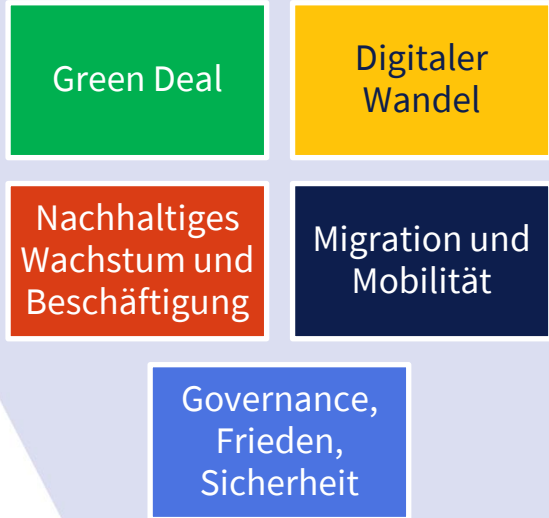 Green Deal
Digitaler
Wandel
Nachhaltiges
Wachstum und
Beschäftigung
Migration und
Mobilität
Governance,
Frieden,
Sicherheit